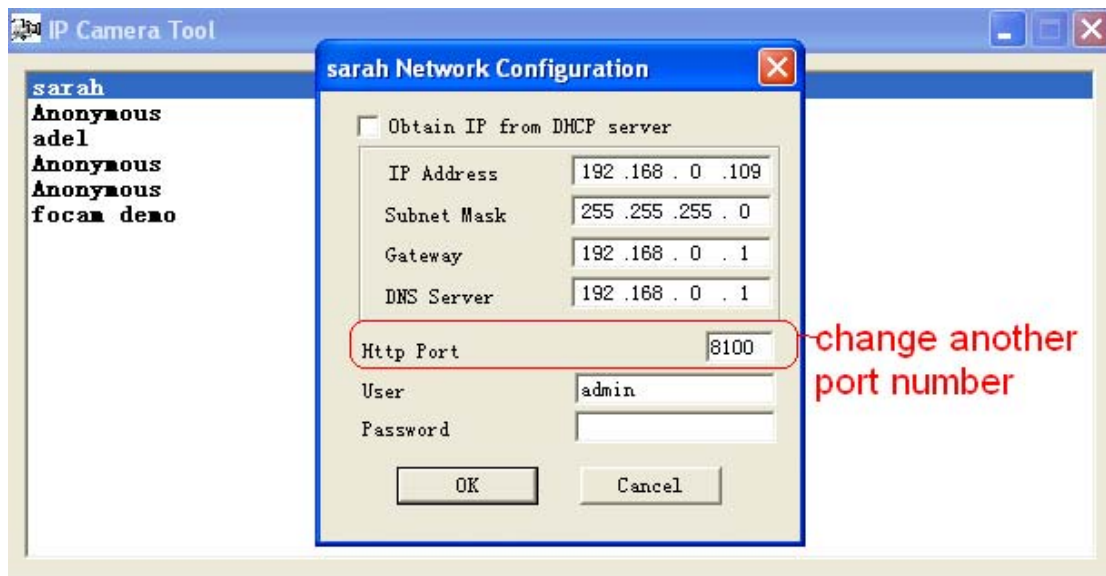 IP Camera Tool
sarah
Anonymous
adel
Anonymous
Anonymous
focam demo
sarah Network Configuration
Obtain IP from DHCP server
IP Address 192 .168 . 0 .109
Subnet Mask 255 .255 .255 . 0
Gateway 192 .168 . 0 . 1
DNS Server 192 .168 . 0 . 1
Http Port 8100
User admin
Password
OK Cancel
change another
port number